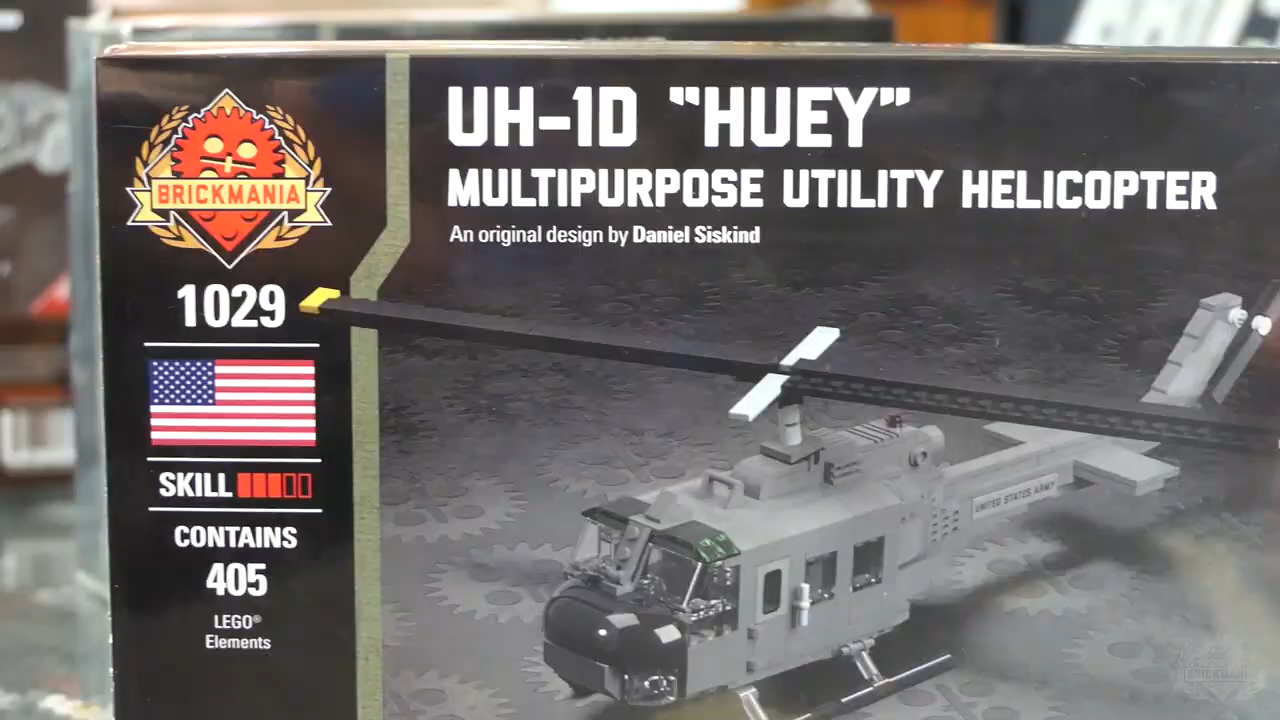 UH-1D "HUEY"
MULTIPURPOSE UTILITY HELICOPTER
An original design by Daniel Siskind
BRICKMANIA
1029
SKILL
CONTAINS
405
LEGO®
Elements
UNITED STATES ARMY
BRICKMANIA